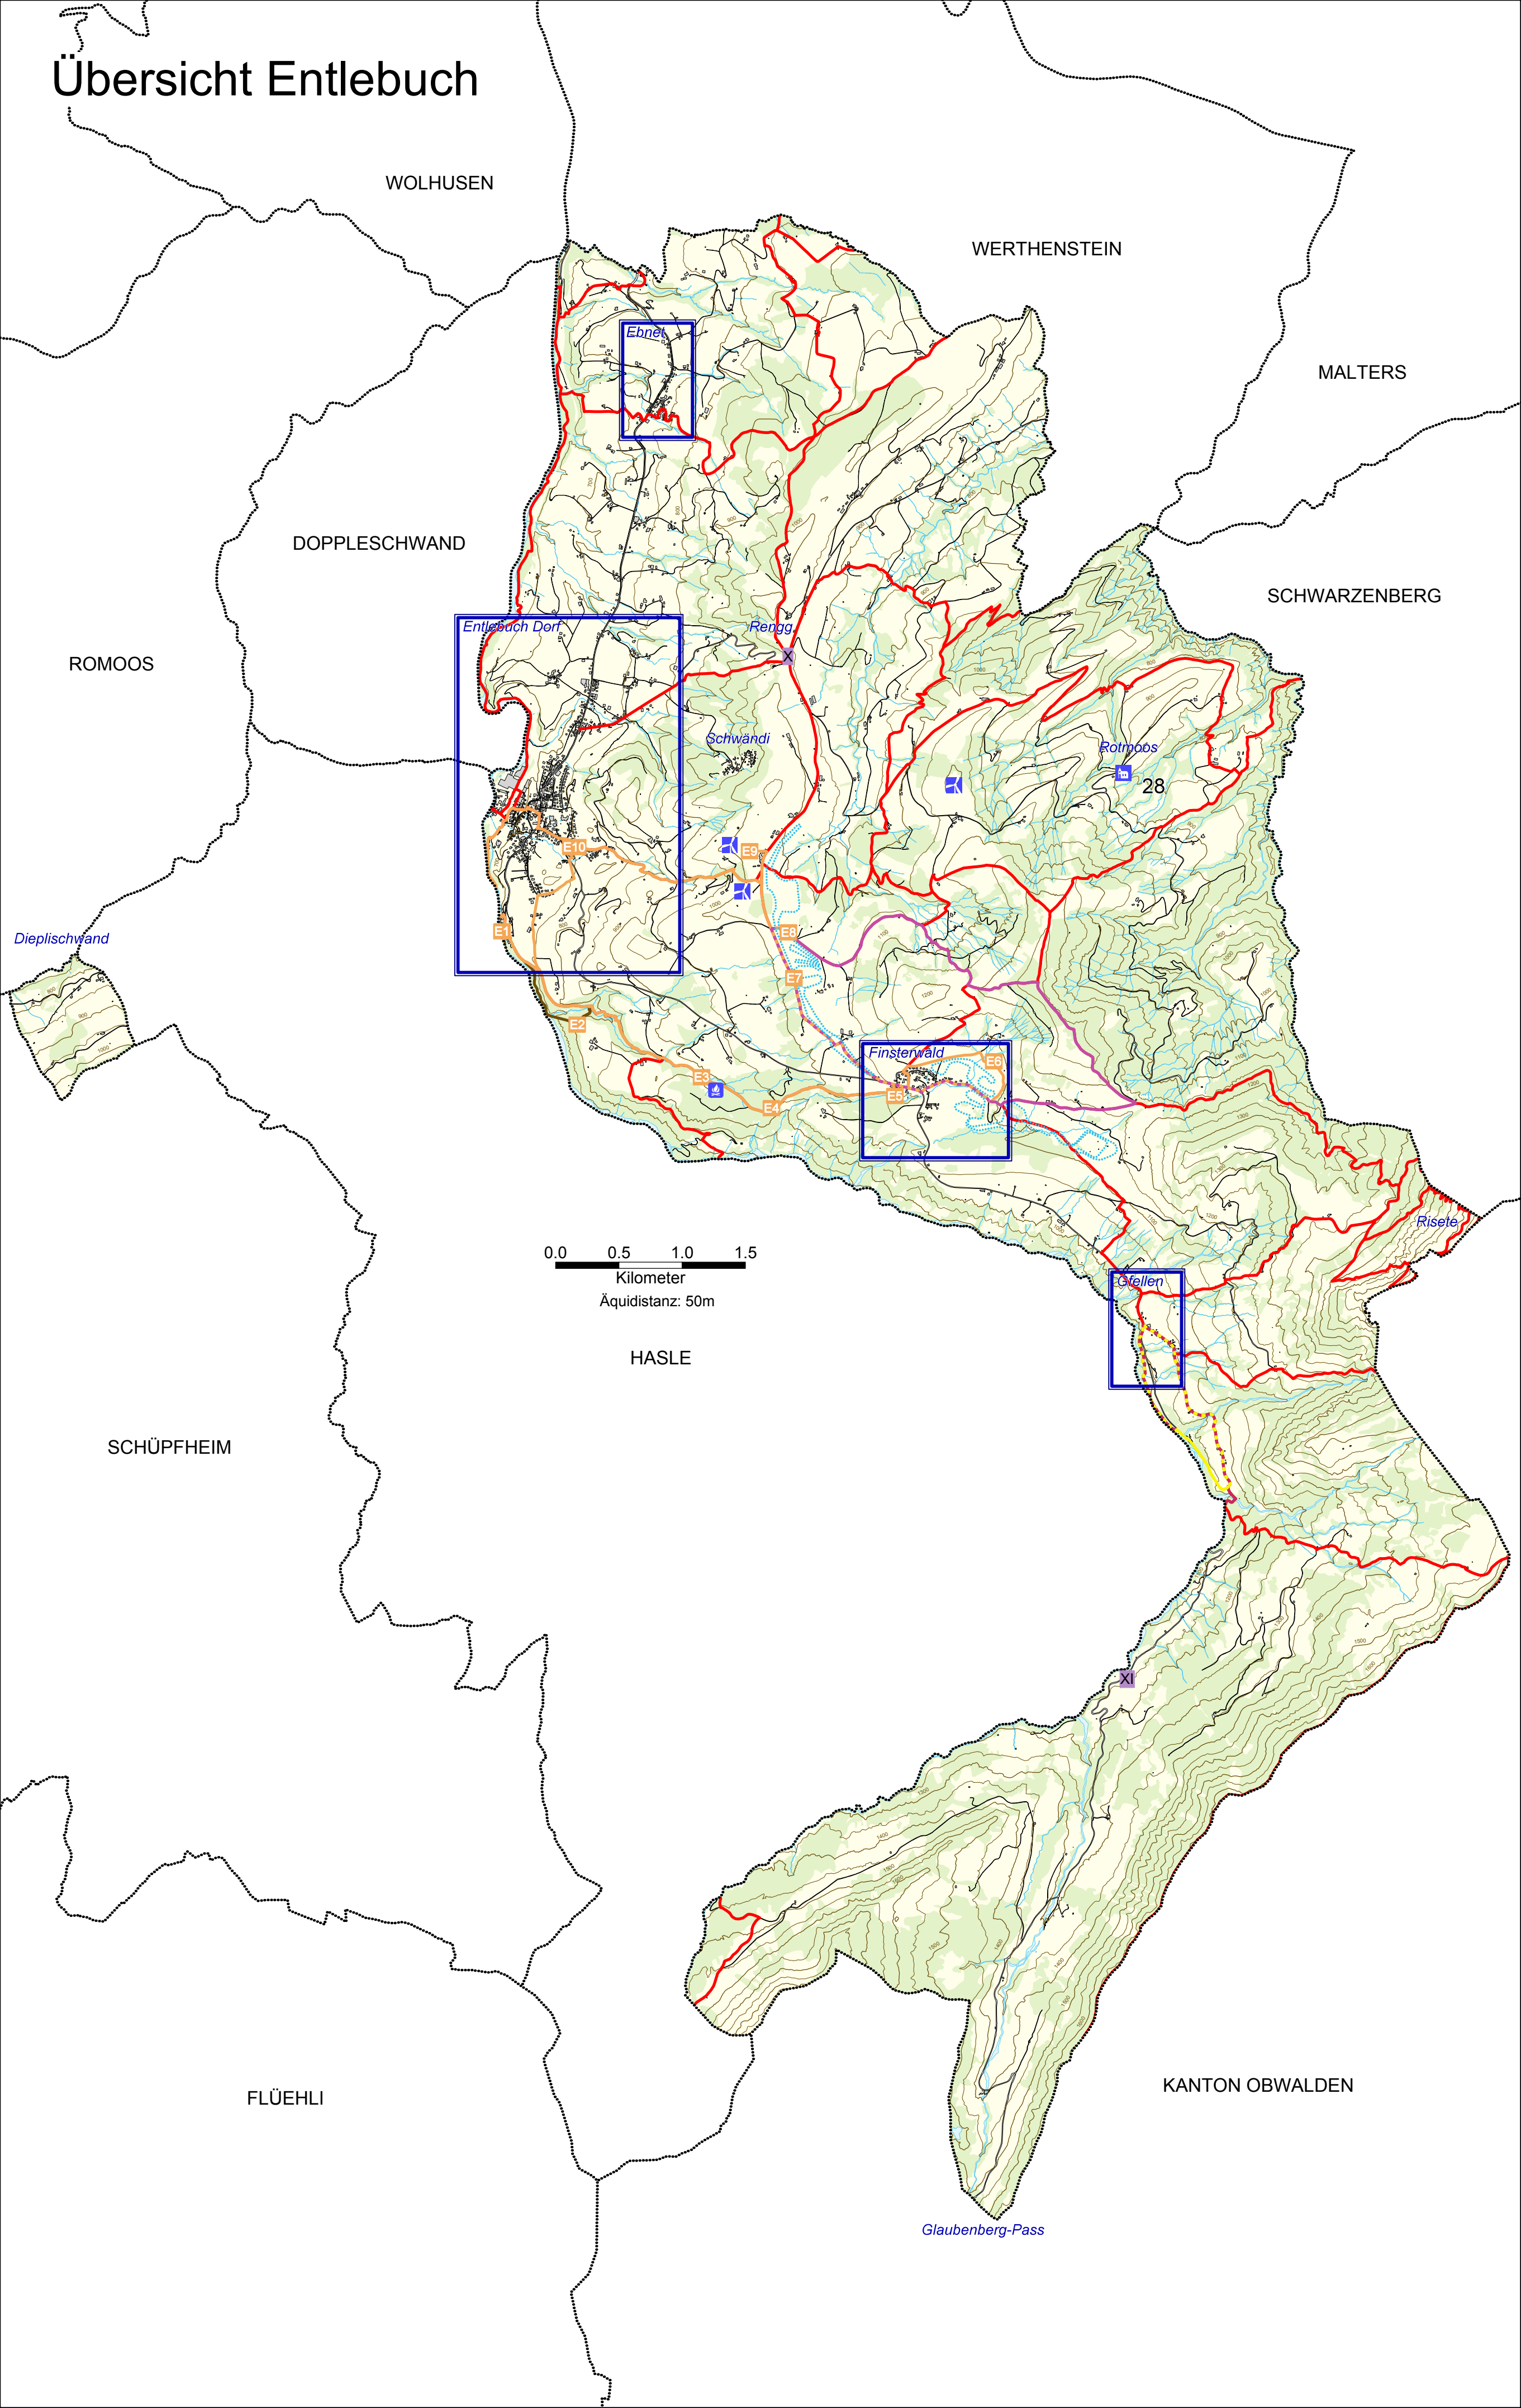 Übersicht Entlebuch
WOLHUSEN
WERTHENSTEIN
Ebnet
MALTERS
DOPPLESCHWAND
SCHWARZENBERG
Entlebuch Dorf
Rengg
X
ROMOOS
Schwändi
Rotmoos
28
E10
E9
E1
E8
Dieplischwand
E7
E2
Finsterwald
E6
E3
E5
E4
Risete
0.0 0.5 1.0 1.5
Kilometer
Gfellen
Äquidistanz: 50m
HASLE
SCHÜPFHEIM
XI
KANTON OBWALDEN
FLÜEHLI
Glaubenberg-Pass